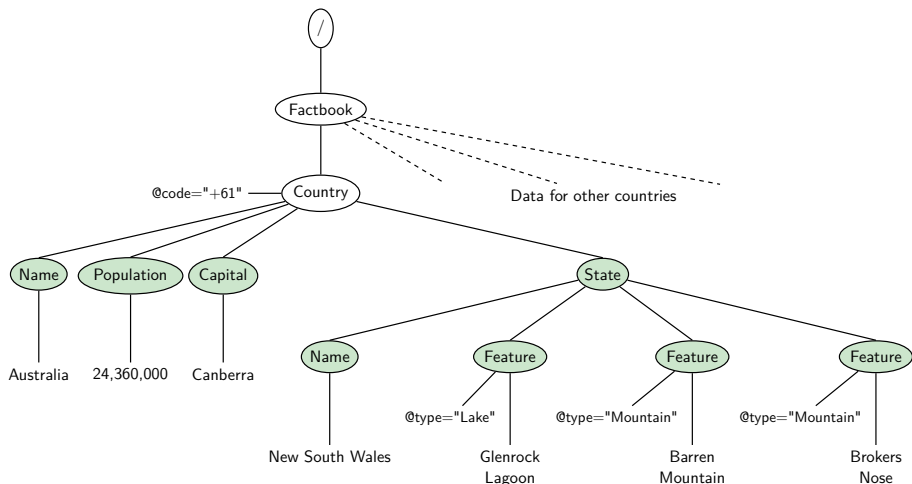 /
Factbook
@code="+61"
Country
Data for other countries
Name
Population
Capital
State
Name
Feature
Feature
Feature
Australia
24,360,000
Canberra
@type="Lake"
@type="Mountain"
@type="Mountain"
New South Wales
Glenrock
Lagoon
Barren
Mountain
Brokers
Nose